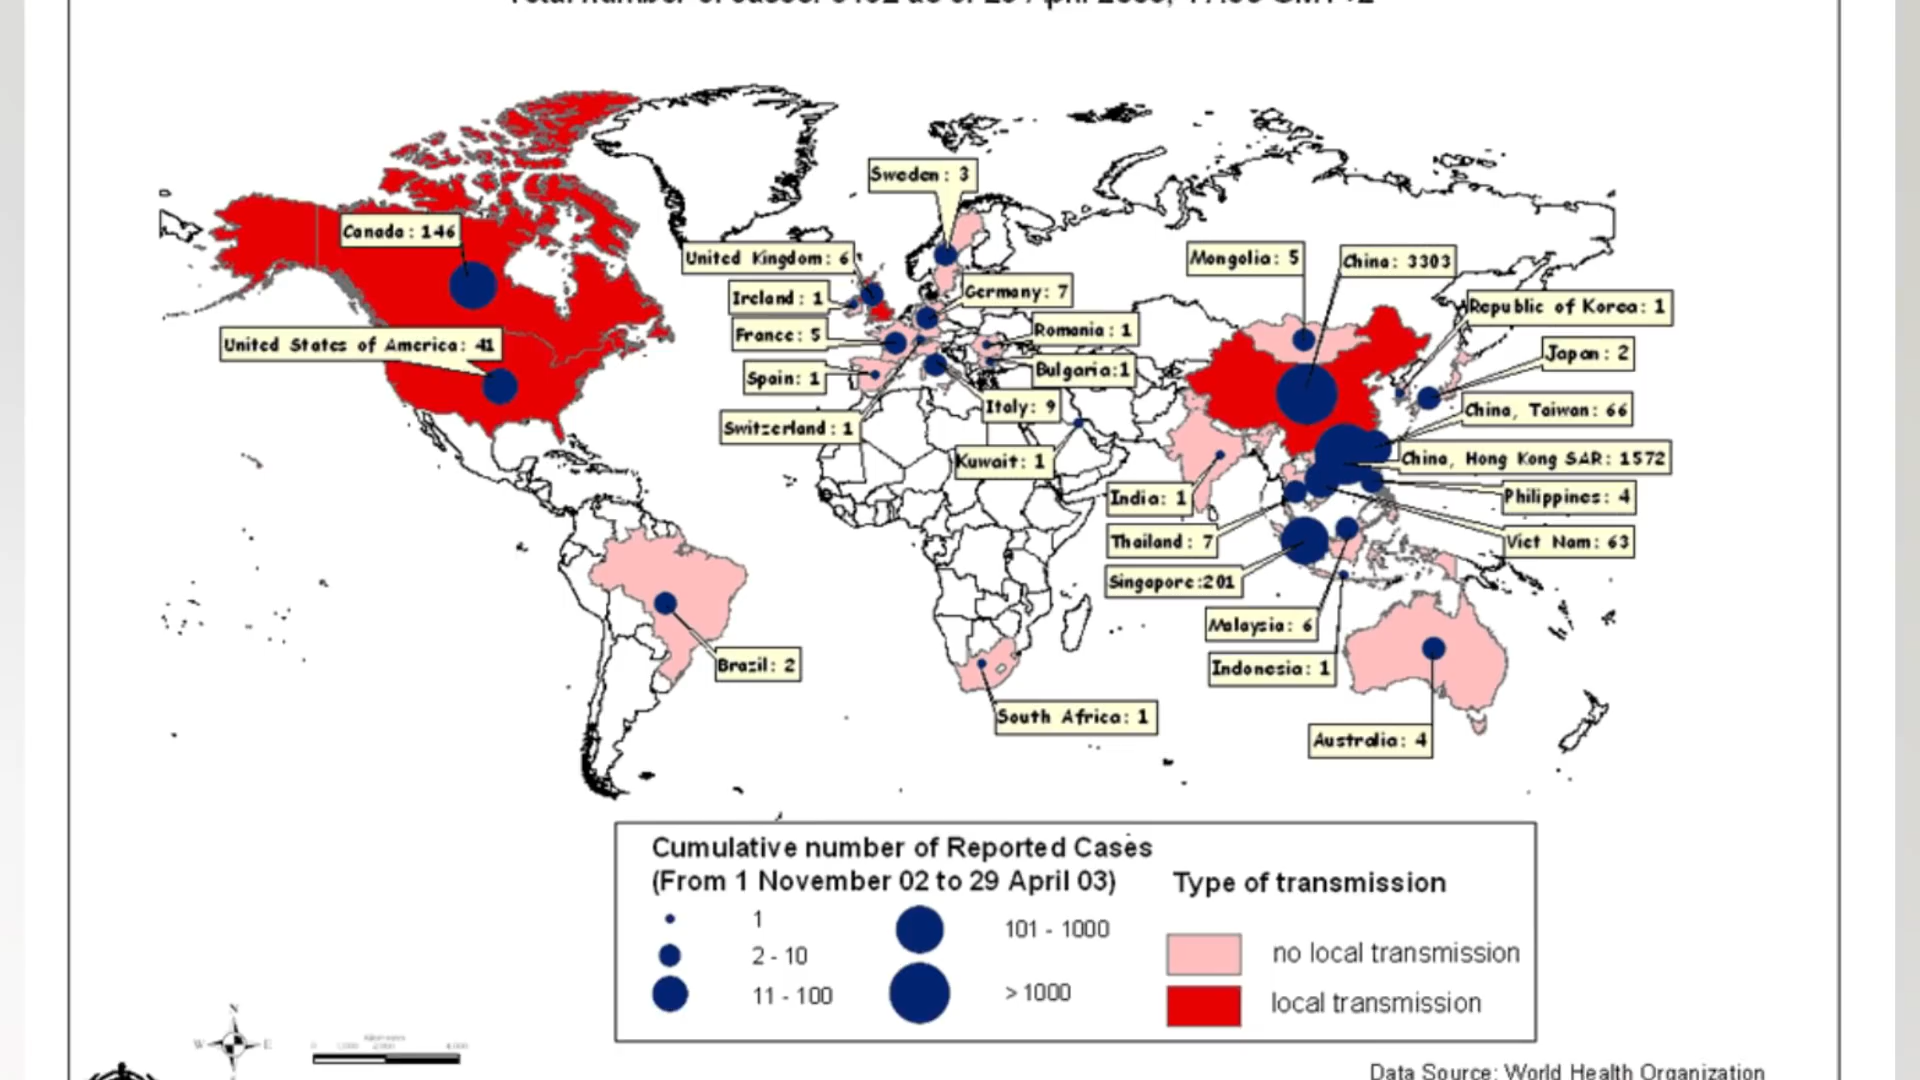 Canada: 146
United States of America: 41
Sweden: 3
United Kingdom: 6
Ireland: 1
France: 5
Spain: 1
Switzerland: 1
Germany: 7
Romania: 1
Bulgaria:1
Italy: 9
Kuwait: 1
Mongolia: 5
China: 3303
Republic of Korea: 1
Japan: 2
China, Taiwan: 66
China, Hong Kong SAR: 1572
Philippines: 4
Viet Nam: 63
India: 1
Thailand: 7
Singapore:201
Malaysia: 6
Indonesia: 1
Australia: 4
Brazil: 2
South Africa: 1
Cumulative number of Reported Cases
(From 1 November 02 to 29 April 03)
1
2 - 10
11 - 100
101 - 1000
> 1000
Type of transmission
no local transmission
local transmission
N
W E
S
Data Source: World Health Organization